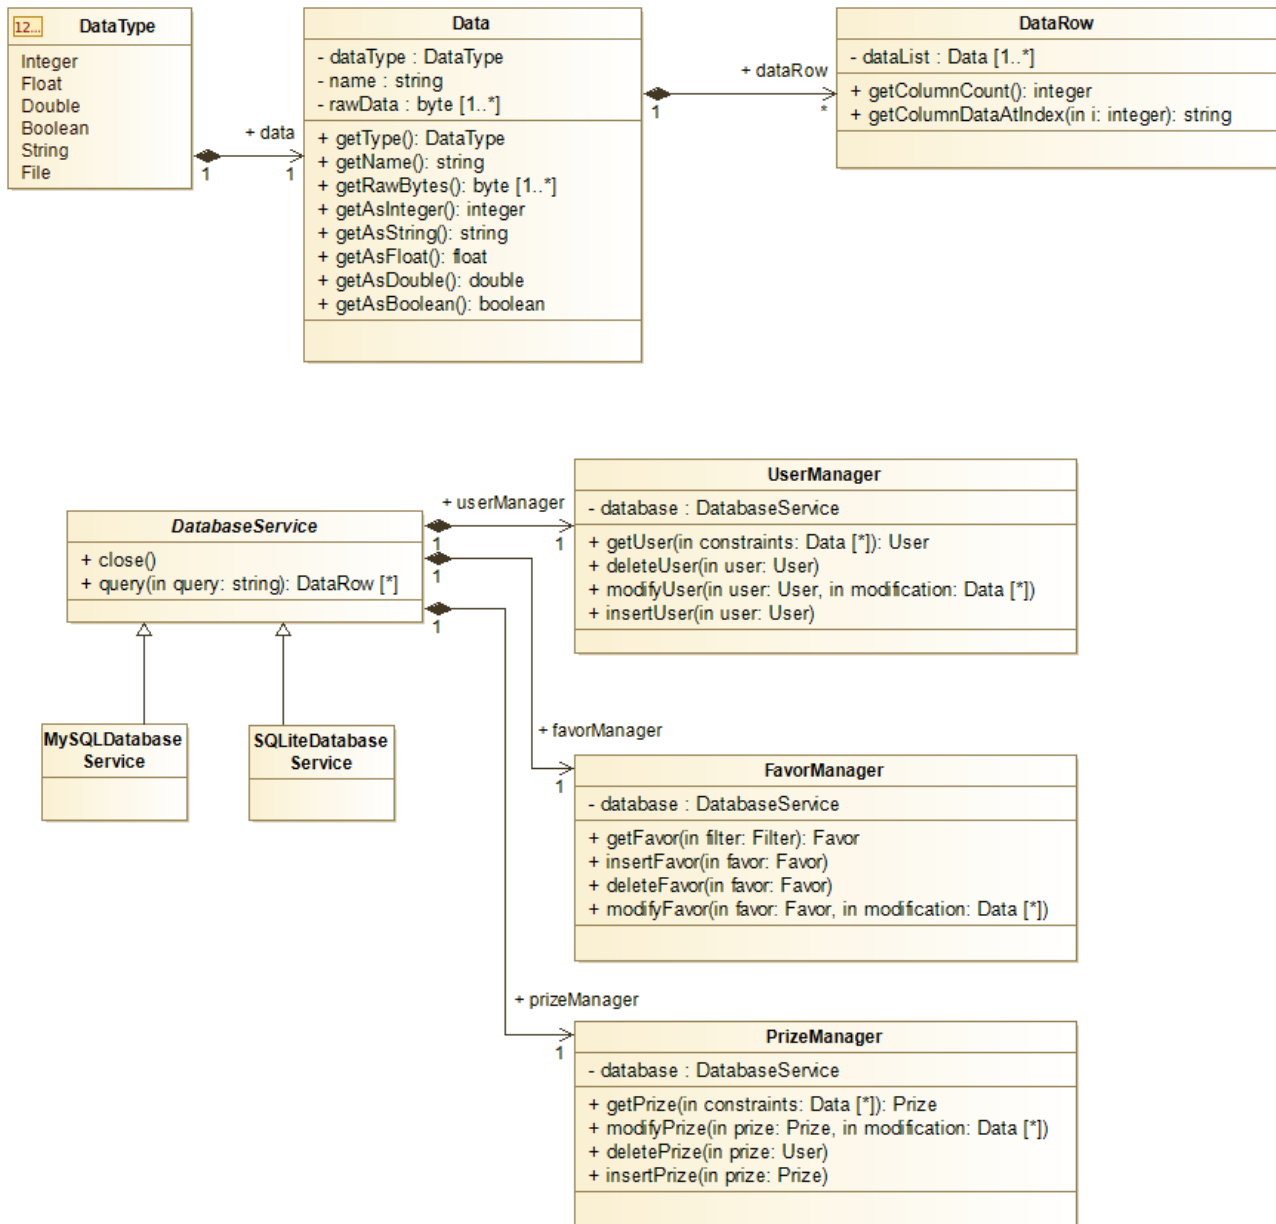 12... DataType
Integer
Float
Double
Boolean
String
File
+ data
1
1
Data
- dataType : DataType
- name : string
- rawData : byte [1..*]
+ getType(): DataType
+ getName(): string
+ getRawBytes(): byte [1..*]
+ getAsInteger(): integer
+ getAsString(): string
+ getAsFloat(): float
+ getAsDouble(): double
+ getAsBoolean(): boolean
+ dataRow
1
*
DataRow
- dataList : Data [1..*]
+ getColumnCount(): integer
+ getColumnDataAtIndex(in i: integer): string
DatabaseService
+ close()
+ query(in query: string): DataRow [*]
MySQLDatabase
Service
SQLiteDatabase
Service
+ userManager
1
1
UserManager
- database : DatabaseService
+ getUser(in constraints: Data [*]): User
+ deleteUser(in user: User)
+ modifyUser(in user: User, in modification: Data [*])
+ insertUser(in user: User)
1
+ favorManager
1
FavorManager
- database : DatabaseService
+ getFavor(in filter: Filter): Favor
+ insertFavor(in favor: Favor)
+ deleteFavor(in favor: Favor)
+ modifyFavor(in favor: Favor, in modification: Data [*])
1
+ prizeManager
1
PrizeManager
- database : DatabaseService
+ getPrize(in constraints: Data [*]): Prize
+ modifyPrize(in prize: Prize, in modification: Data [*])
+ deletePrize(in prize: User)
+ insertPrize(in prize: Prize)